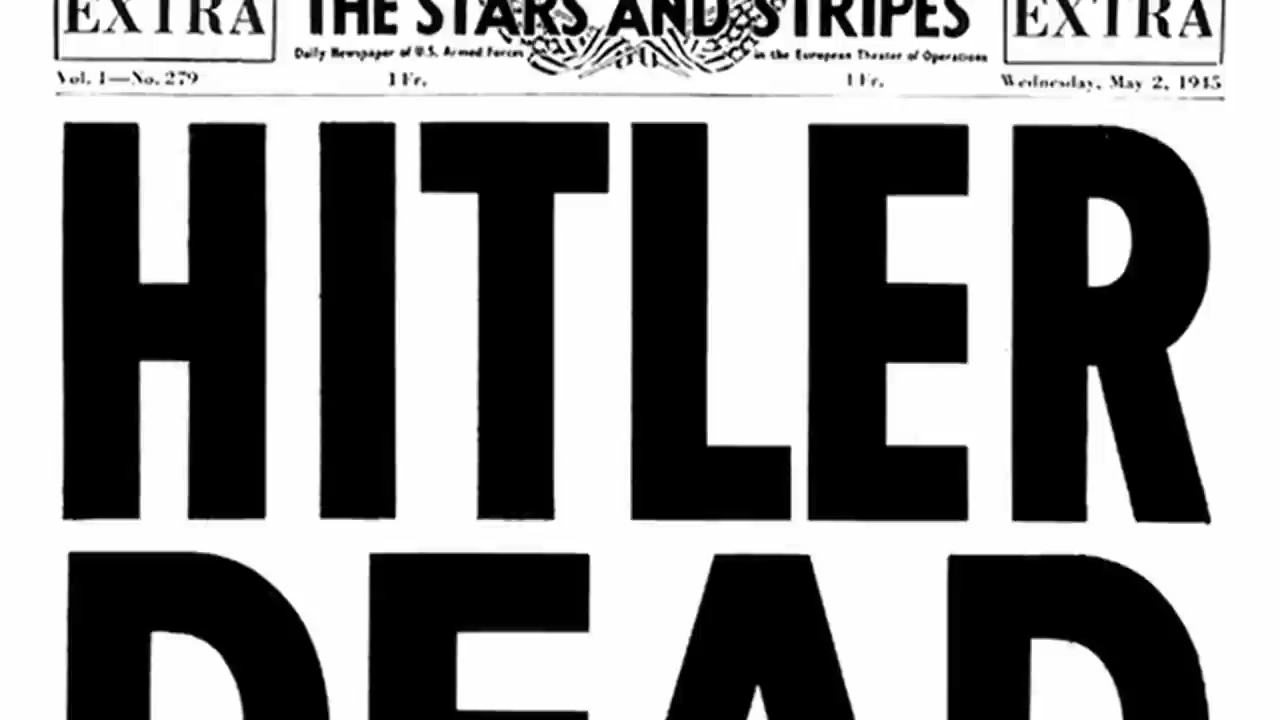 EXTRA THE STARS AND STRIPES EXTRA
Daily Newspaper of U.S. Armed Forces in the European Theater of Operations
Vol. 1—No. 279 1 Fr. 1 Fr. Wednesday, May 2, 1945
HITLER
DEAD